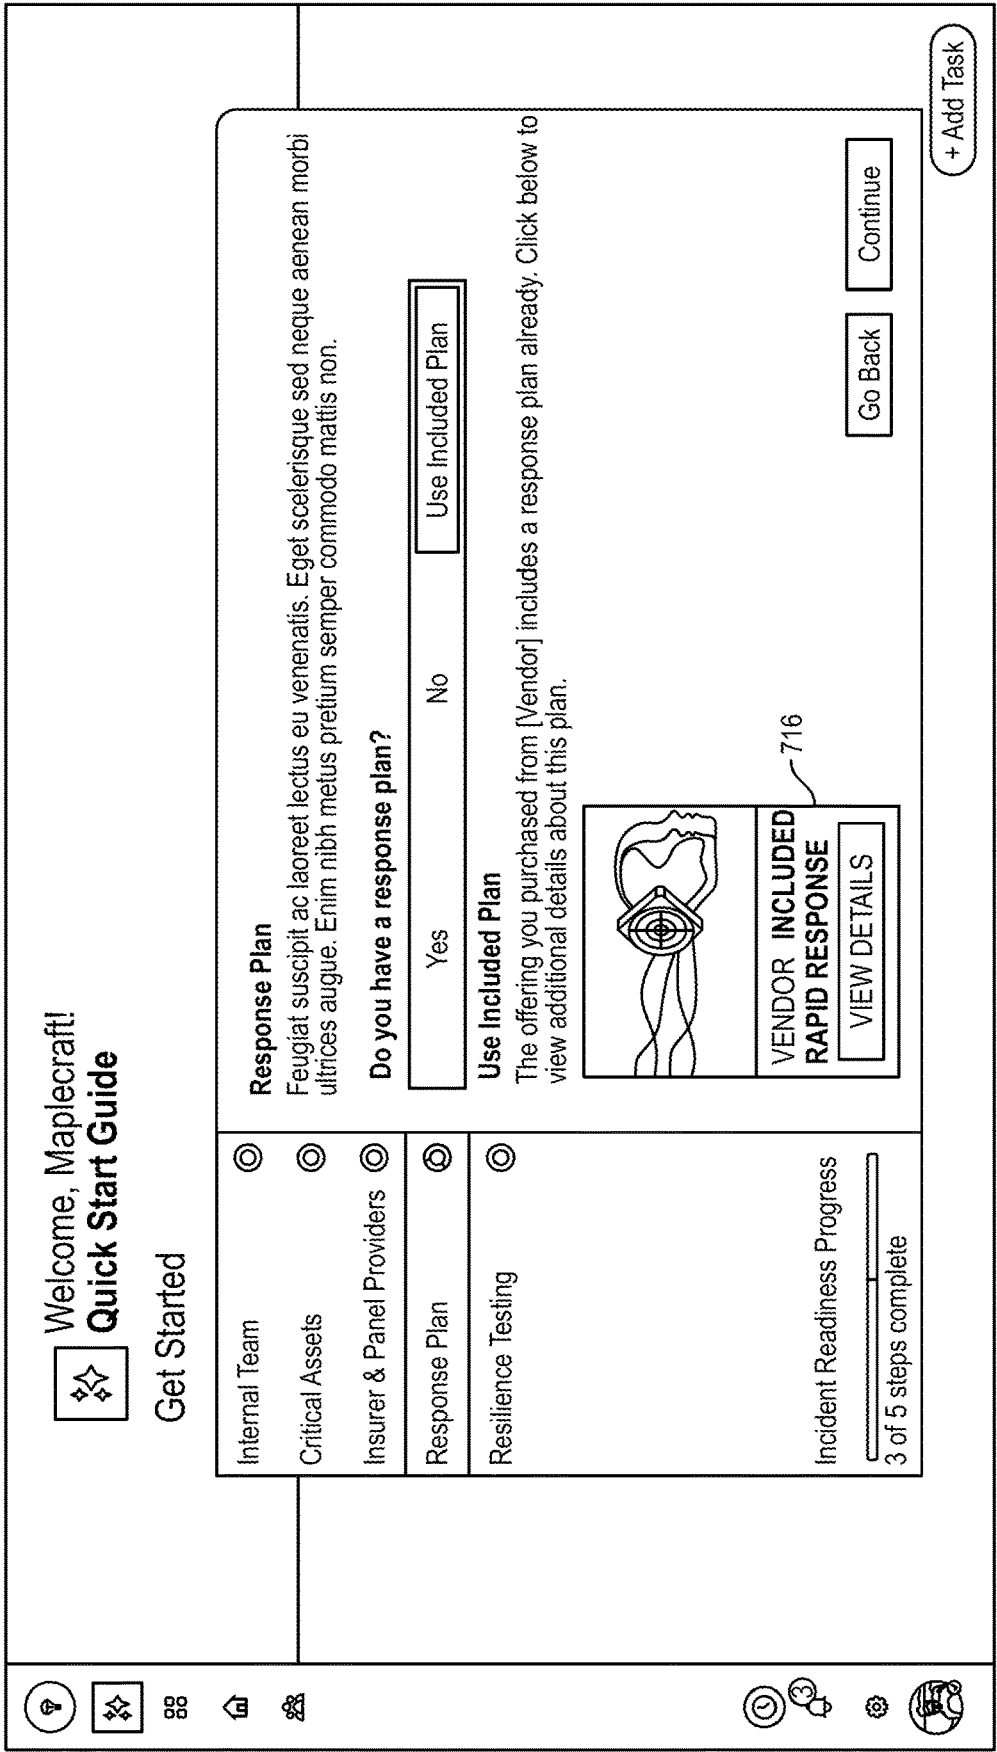 Welcome, Maplecraft!
Quick Start Guide
Get Started
Internal Team
Critical Assets
Insurer & Panel Providers
Response Plan
Resilience Testing
Incident Readiness Progress
3 of 5 steps complete
Response Plan
Feugiat suscipit ac laoreet lectus eu venenatis. Eget scelerisque sed neque aenean morbi
ultrices augue. Enim nibh metus pretium semper commodo mattis non.
Do you have a response plan?
Yes
No
Use Included Plan
Use Included Plan
The offering you purchased from [Vendor] includes a response plan already. Click below to
view additional details about this plan.
VENDOR INCLUDED
RAPID RESPONSE
VIEW DETAILS
716
Go Back
Continue
+ Add Task
3